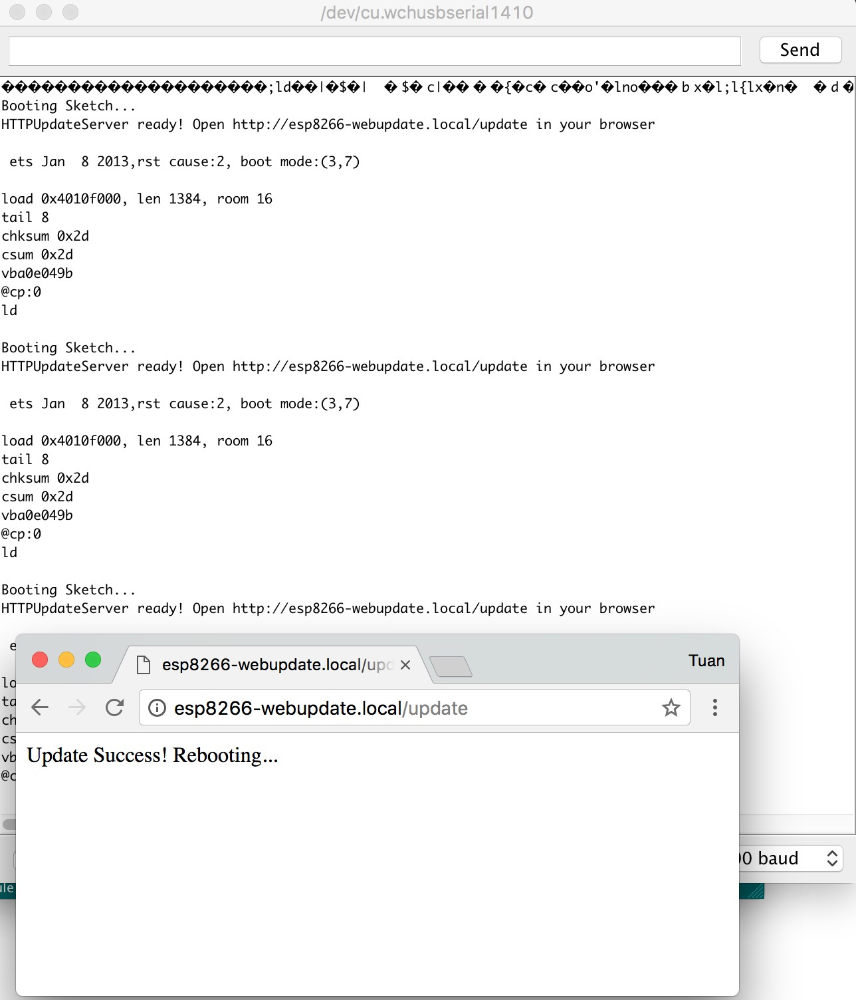 /dev/cu.wchusbserial1410
Send
Booting Sketch...
HTTPUpdateServer ready! Open http://esp8266-webupdate.local/update in your browser
ets Jan  8 2013,rst cause:2, boot mode:(3,7)
load 0x4010f000, len 1384, room 16
tail 8
chksum 0x2d
csum 0x2d
vba0e049b
@cp:0
ld
Booting Sketch...
HTTPUpdateServer ready! Open http://esp8266-webupdate.local/update in your browser
ets Jan  8 2013,rst cause:2, boot mode:(3,7)
load 0x4010f000, len 1384, room 16
tail 8
chksum 0x2d
csum 0x2d
vba0e049b
@cp:0
ld
Booting Sketch...
HTTPUpdateServer ready! Open http://esp8266-webupdate.local/update in your browser
e
lo
ta
ch
cs
vb
@c
esp8266-webupdate.local/upd
Tuan
esp8266-webupdate.local/update
Update Success! Rebooting...
0 baud